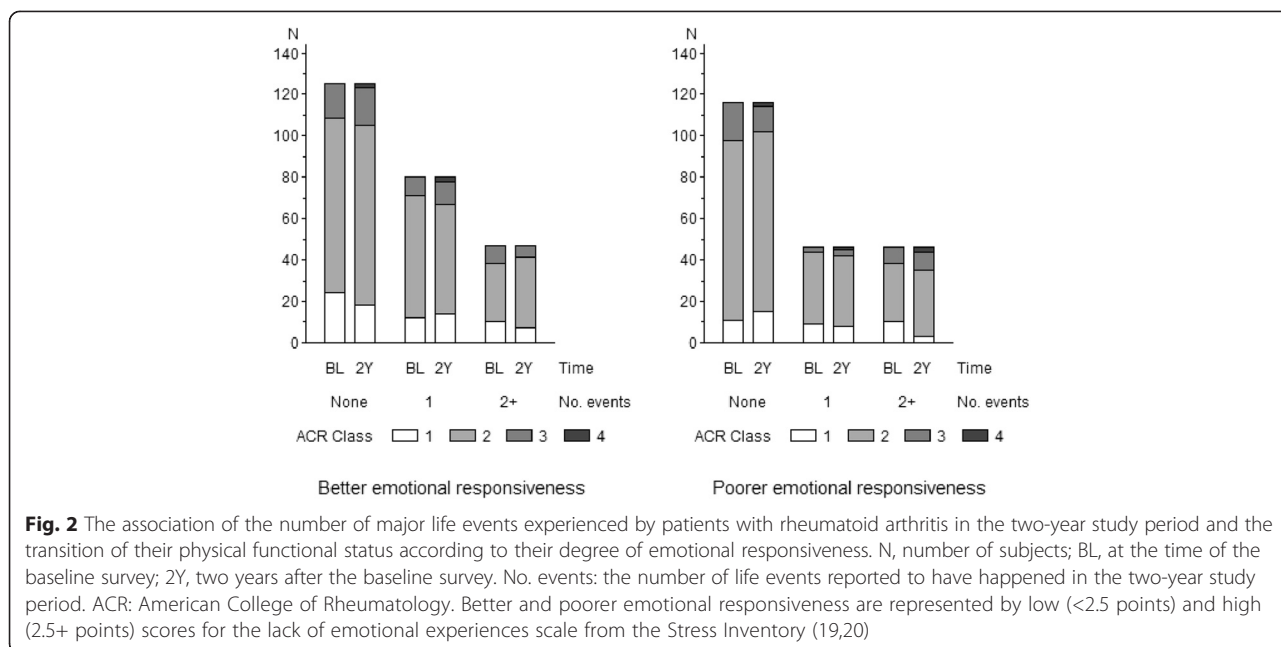 N N
140 140
120 120
100 100
80 80
60 60
40 40
20 20
0 0
BL 2Y BL 2Y BL 2Y Time BL 2Y BL 2Y BL 2Y Time
None 1 2+ No. events None 1 2+ No. events
ACR Class 1 2 3 4 ACR Class 1 2 3 4
Better emotional responsiveness Poorer emotional responsiveness
Fig. 2 The association of the number of major life events experienced by patients with rheumatoid arthritis in the two-year study period and the
transition of their physical functional status according to their degree of emotional responsiveness. N, number of subjects; BL, at the time of the
baseline survey; 2Y, two years after the baseline survey. No. events: the number of life events reported to have happened in the two-year study
period. ACR: American College of Rheumatology. Better and poorer emotional responsiveness are represented by low (<2.5 points) and high
(2.5+ points) scores for the lack of emotional experiences scale from the Stress Inventory (19,20)